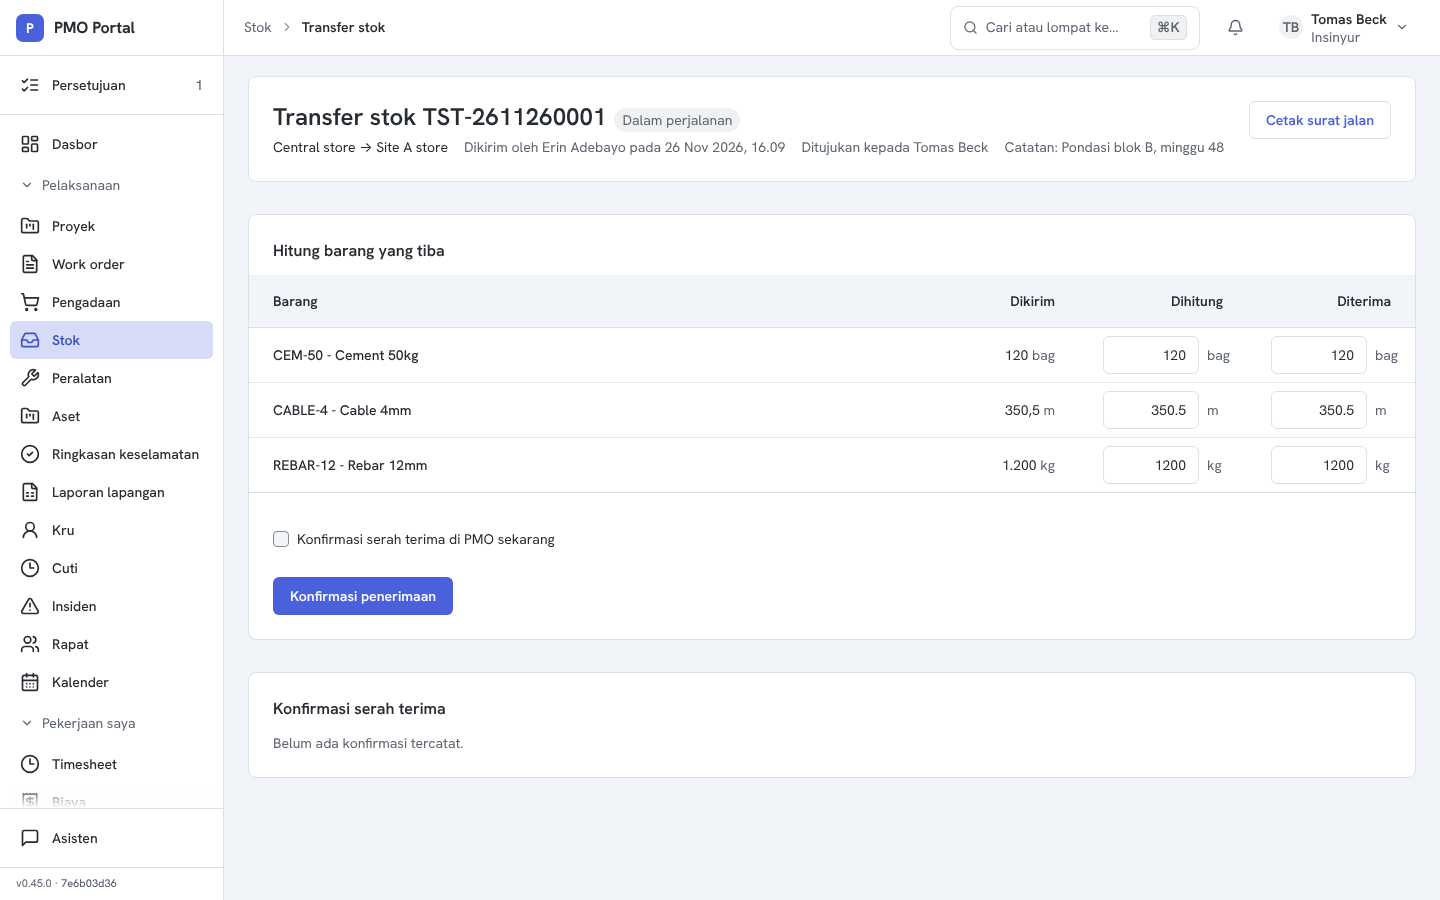 P PMO Portal
Stok > Transfer stok
Cari atau lompat ke... ⌘K
TB Tomas Beck
Insinyur
Persetujuan 1
Dasbor
Pelaksanaan
Proyek
Work order
Pengadaan
Stok
Peralatan
Aset
Ringkasan keselamatan
Laporan lapangan
Kru
Cuti
Insiden
Rapat
Kalender
Pekerjaan saya
Timesheet
Biaya
Asisten
v0.45.0 · 7e6b03d36
Transfer stok TST-2611260001 Dalam perjalanan
Cetak surat jalan
Central store → Site A store Dikirim oleh Erin Adebayo pada 26 Nov 2026, 16.09 Ditujukan kepada Tomas Beck Catatan: Pondasi blok B, minggu 48
Hitung barang yang tiba
Barang Dikirim Dihitung Diterima
CEM-50 - Cement 50kg 120 bag 120 bag 120 bag
CABLE-4 - Cable 4mm 350,5 m 350.5 m 350.5 m
REBAR-12 - Rebar 12mm 1.200 kg 1200 kg 1200 kg
Konfirmasi serah terima di PMO sekarang
Konfirmasi penerimaan
Konfirmasi serah terima
Belum ada konfirmasi tercatat.